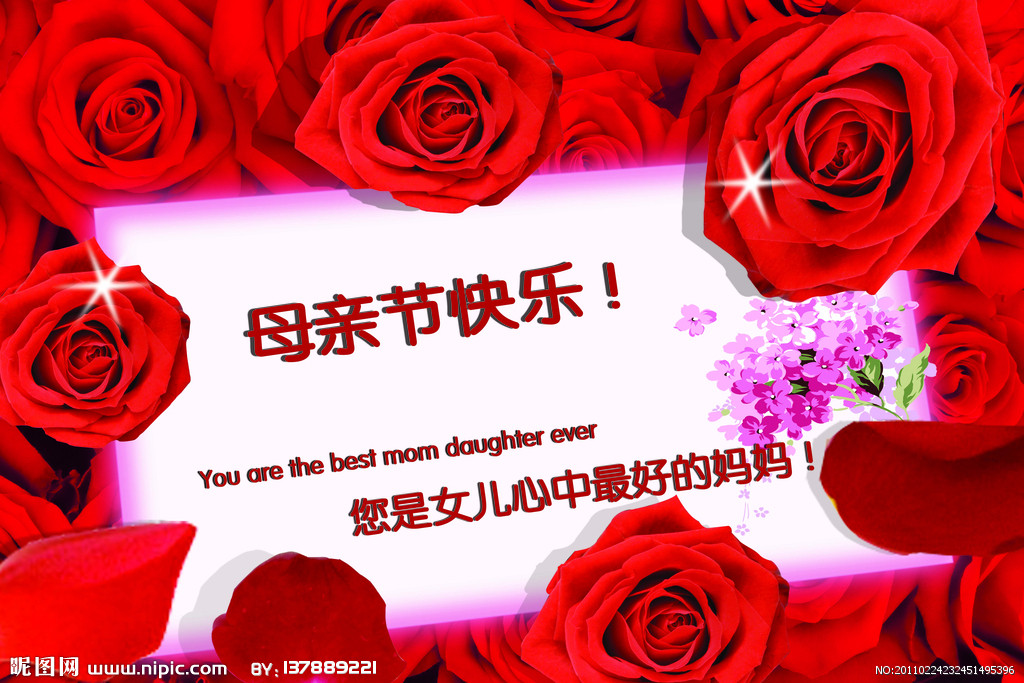 母亲节快乐！
You are the best mom daughter ever
您是女儿心中最好的妈妈！
昵图网 www.nipic.com BY:137889221
NO:20110224232451495396